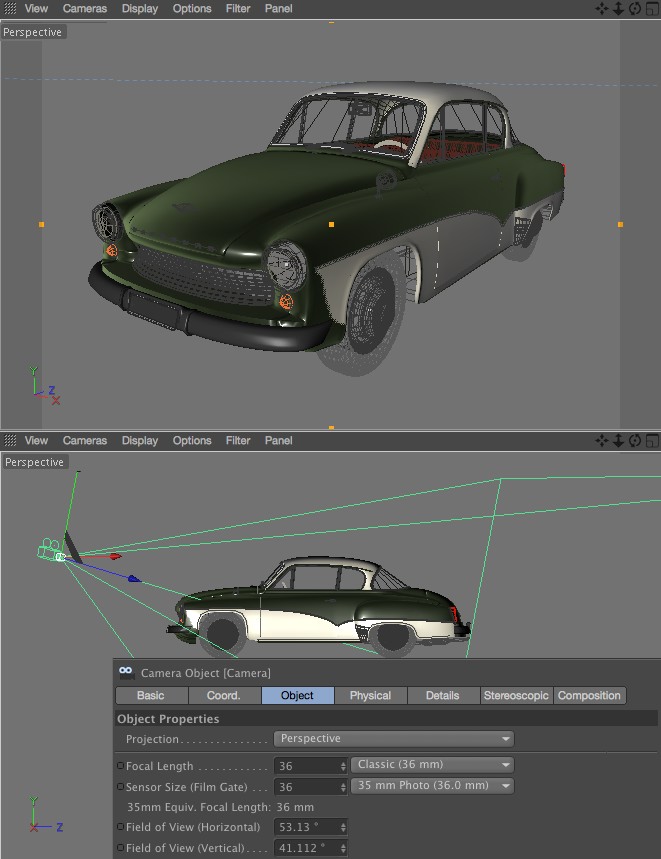 View Cameras Display Options Filter Panel
Perspective
Y
Z
X
View Cameras Display Options Filter Panel
Perspective
Camera Object [Camera]
Basic Coord. Object Physical Details Stereoscopic Composition
Object Properties
Projection . . . . . . . . . . . . . Perspective
Focal Length . . . . . . . . . . 36 Classic (36 mm)
Sensor Size (Film Gate) . . . 36 35 mm Photo (36.0 mm)
35mm Equiv. Focal Length: 36 mm
Field of View (Horizontal) 53.13 °
Field of View (Vertical) . . . . 41.112 °
Y
X Z